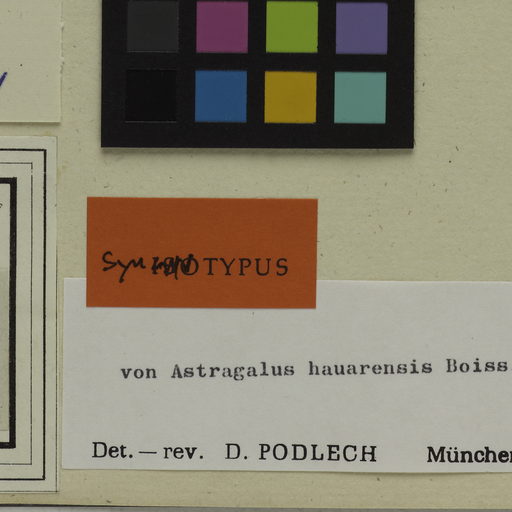 Syn TYPUS
von Astragalus hauarensis Boiss.
Det. — rev. D. PODLECH München